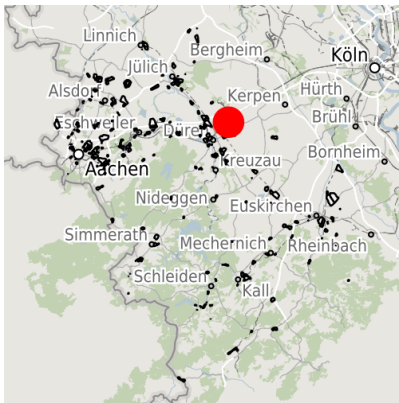 Linnich
Bergheim
Köln
Jülich
Alsdorf
Kerpen
Hürth
Eschweiler
Düre
Brühl
Kreuzau
Bornheim
Aachen
Nideggen
Euskirchen
Simmerath
Mechernich
Rheinbach
Schleiden
Kall